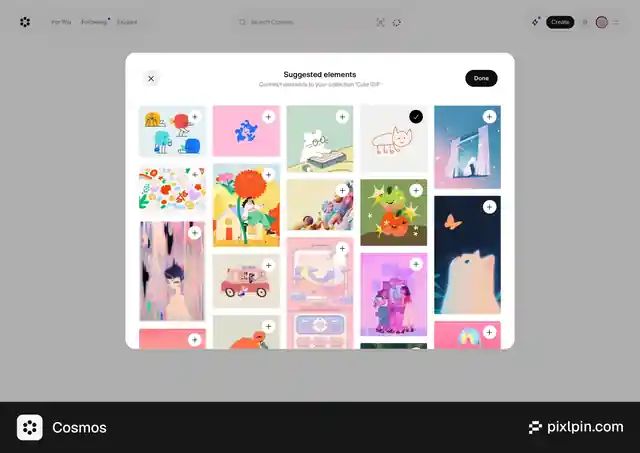 For You Following Explore Search Cosmos Create
Suggested elements
Connect elements to your collection "Cute Gif"
Done
Cosmos
pixlpin.com